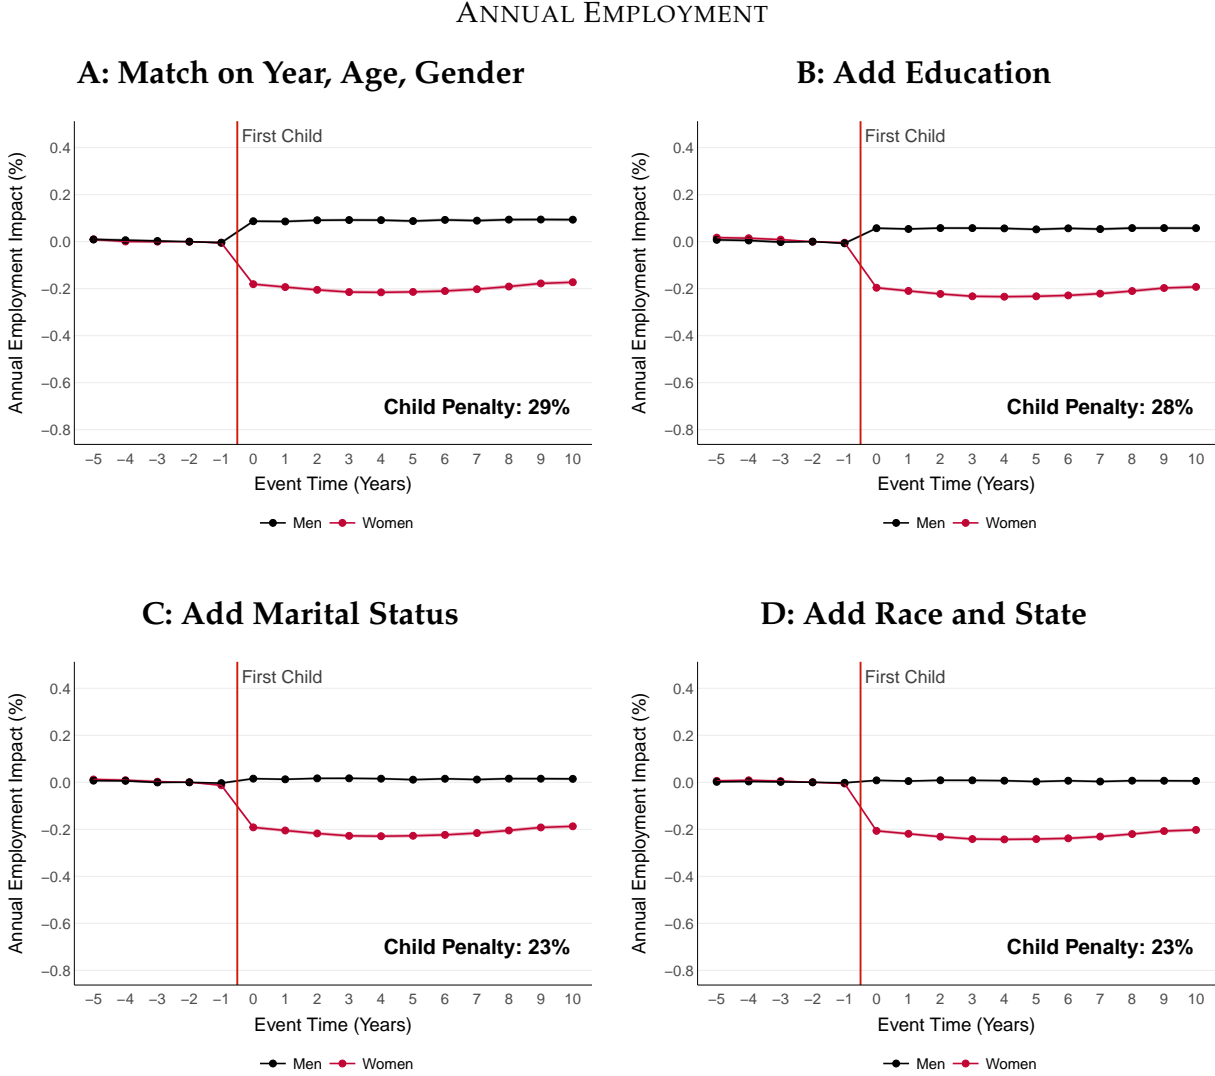 ANNUAL EMPLOYMENT
A: Match on Year, Age, Gender
First Child
0.4
0.2
0.0
−0.2
−0.4
−0.6
−0.8
Annual Employment Impact (%)
Child Penalty: 29%
−5 −4 −3 −2 −1 0 1 2 3 4 5 6 7 8 9 10
Event Time (Years)
Men Women
B: Add Education
First Child
0.4
0.2
0.0
−0.2
−0.4
−0.6
−0.8
Annual Employment Impact (%)
Child Penalty: 28%
−5 −4 −3 −2 −1 0 1 2 3 4 5 6 7 8 9 10
Event Time (Years)
Men Women
C: Add Marital Status
First Child
0.4
0.2
0.0
−0.2
−0.4
−0.6
−0.8
Annual Employment Impact (%)
Child Penalty: 23%
−5 −4 −3 −2 −1 0 1 2 3 4 5 6 7 8 9 10
Event Time (Years)
Men Women
D: Add Race and State
First Child
0.4
0.2
0.0
−0.2
−0.4
−0.6
−0.8
Annual Employment Impact (%)
Child Penalty: 23%
−5 −4 −3 −2 −1 0 1 2 3 4 5 6 7 8 9 10
Event Time (Years)
Men Women